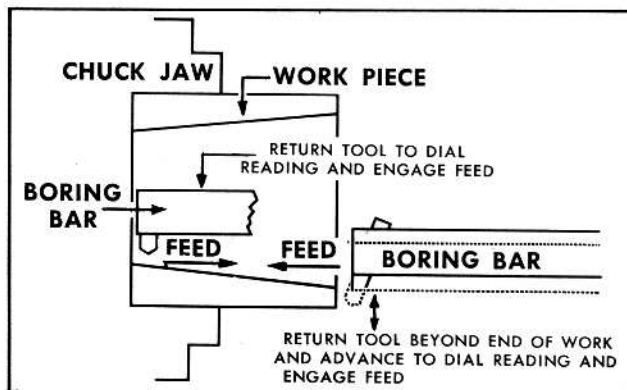 CHUCK JAW
WORK PIECE
RETURN TOOL TO DIAL
READING AND ENGAGE FEED
BORING
BAR
FEED
FEED
BORING BAR
RETURN TOOL BEYOND END OF WORK
AND ADVANCE TO DIAL READING AND
ENGAGE FEED